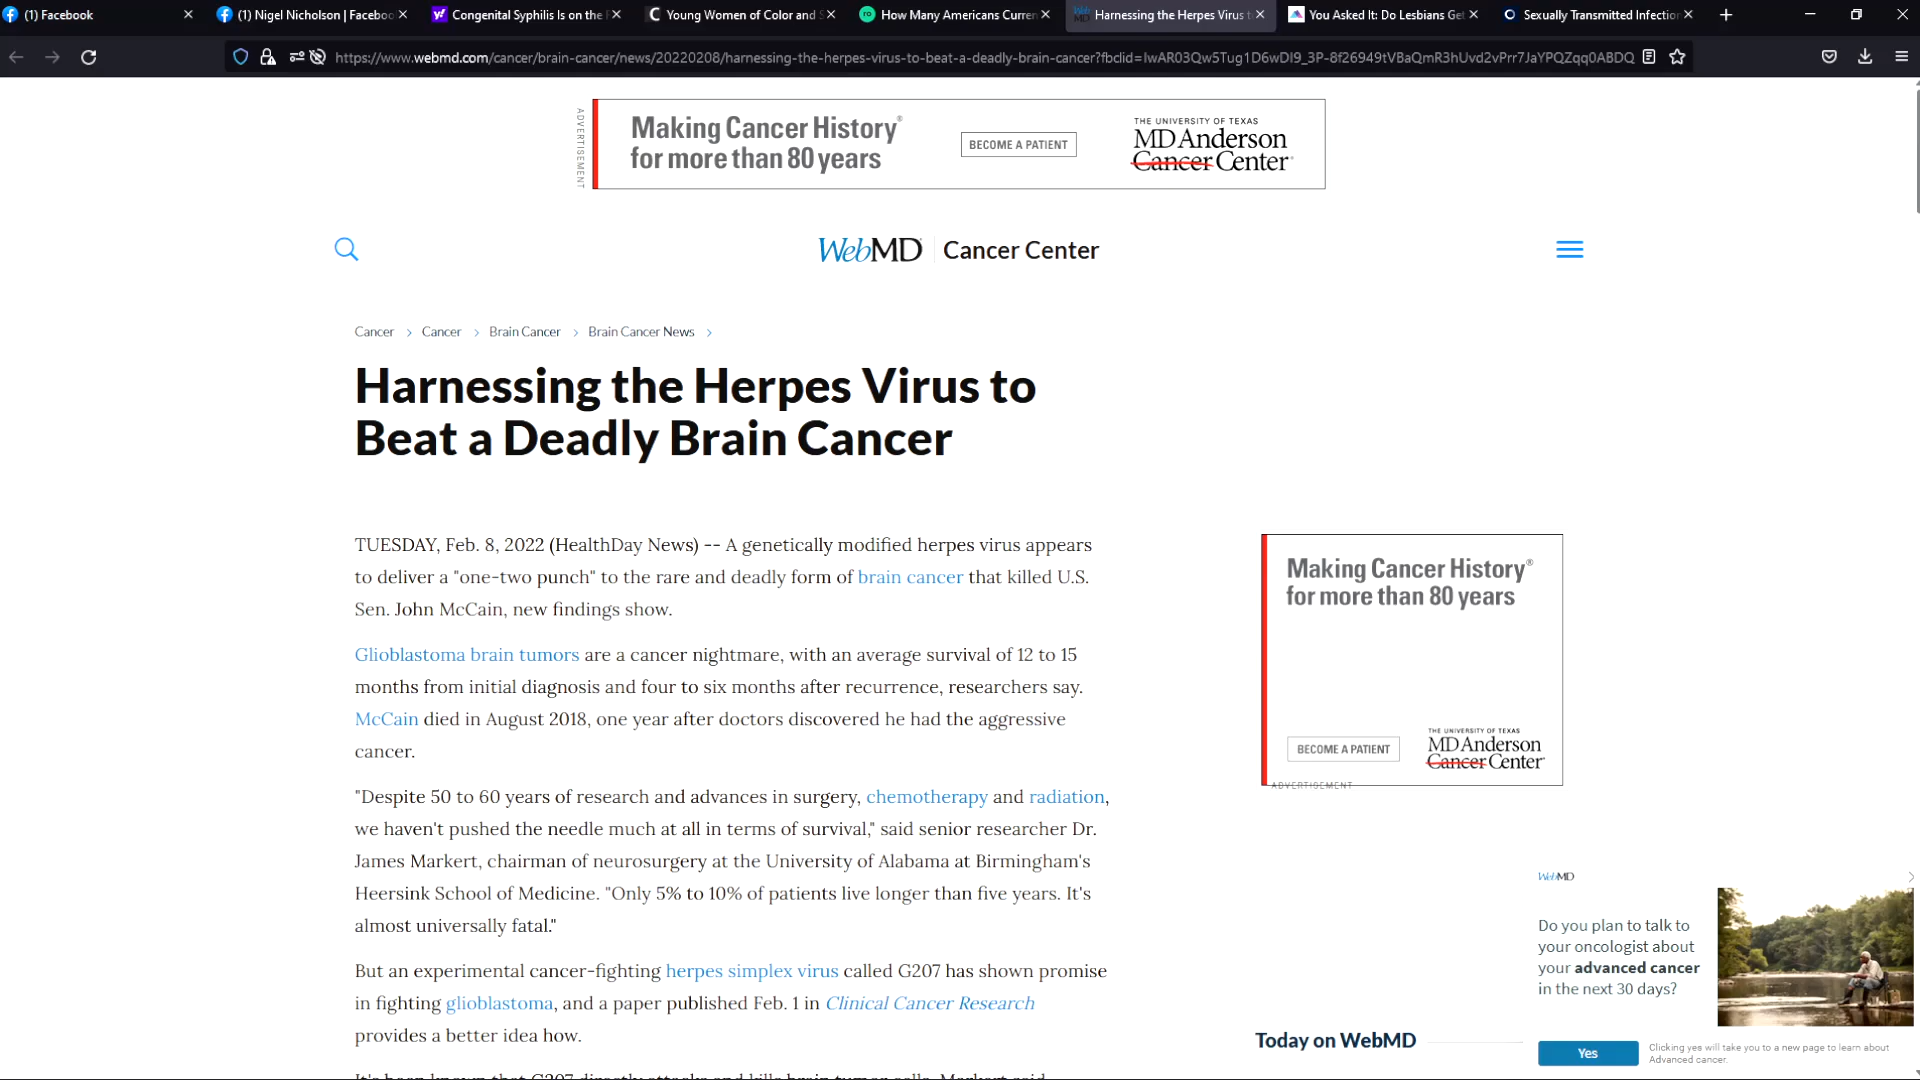 (1) Facebook
(1) Nigel Nicholson | Faceboo
Congenital Syphilis Is on the
Young Women of Color and S
How Many Americans Curren
Harnessing the Herpes Virus t
You Asked It: Do Lesbians Get
Sexually Transmitted Infection
https://www.webmd.com/cancer/brain-cancer/news/20220208/harnessing-the-herpes-virus-to-beat-a-deadly-brain-cancer?fbclid=IwAR03Qw5Tug1D6wDI9_3P-8f26949tVBaQmR3hUvd2vPrr7JaYPQZqq0ABDQ
ADVERTISEMENT
Making Cancer History®
for more than 80 years
BECOME A PATIENT
THE UNIVERSITY OF TEXAS
MD Anderson
Cancer Center
WebMD Cancer Center
Cancer > Cancer > Brain Cancer > Brain Cancer News >
Harnessing the Herpes Virus to
Beat a Deadly Brain Cancer
TUESDAY, Feb. 8, 2022 (HealthDay News) -- A genetically modified herpes virus appears
to deliver a "one-two punch" to the rare and deadly form of brain cancer that killed U.S.
Sen. John McCain, new findings show.
Glioblastoma brain tumors are a cancer nightmare, with an average survival of 12 to 15
months from initial diagnosis and four to six months after recurrence, researchers say.
McCain died in August 2018, one year after doctors discovered he had the aggressive
cancer.
"Despite 50 to 60 years of research and advances in surgery, chemotherapy and radiation,
we haven't pushed the needle much at all in terms of survival," said senior researcher Dr.
James Markert, chairman of neurosurgery at the University of Alabama at Birmingham's
Heersink School of Medicine. "Only 5% to 10% of patients live longer than five years. It's
almost universally fatal."
But an experimental cancer-fighting herpes simplex virus called G207 has shown promise
in fighting glioblastoma, and a paper published Feb. 1 in Clinical Cancer Research
provides a better idea how.
It's been known that G207 directly attacks and kills brain tumor cells, Markert said
Making Cancer History®
for more than 80 years
BECOME A PATIENT
THE UNIVERSITY OF TEXAS
MD Anderson
Cancer Center
ADVERTISEMENT
Today on WebMD
WebMD
Do you plan to talk to
your oncologist about
your advanced cancer
in the next 30 days?
Yes
Clicking yes will take you to a new page to learn about
Advanced cancer.